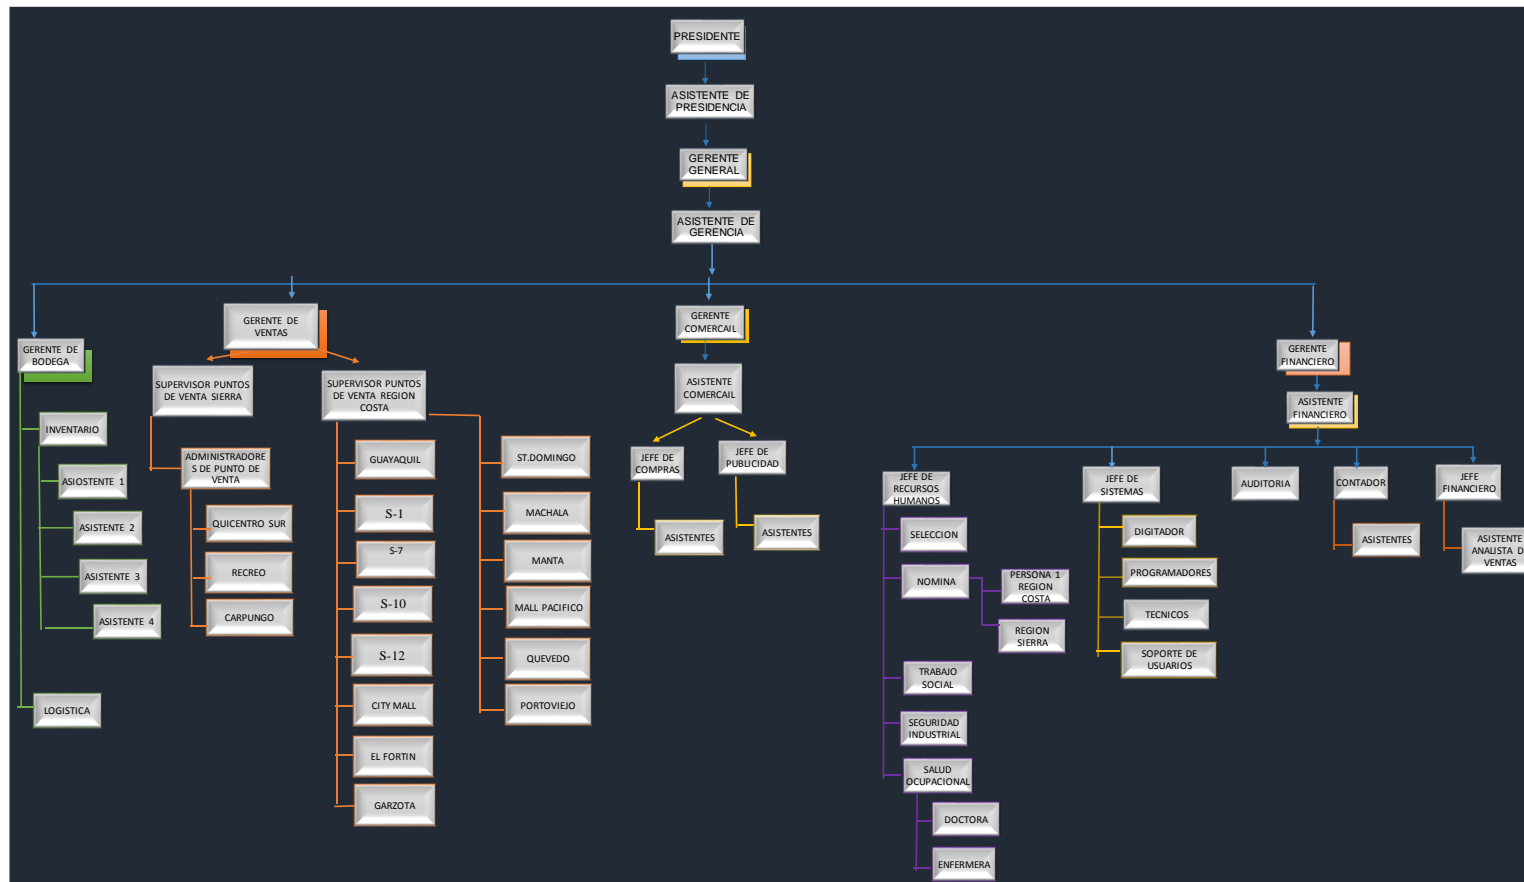 PRESIDENTE
ASISTENTE DE
PRESIDENCIA
GERENTE
GENERAL
ASISTENTE DE
GERENCIA
GERENTE DE
BODEGA
INVENTARIO
ASIOSTENTE 1
ASISTENTE 2
ASISTENTE 3
ASISTENTE 4
LOGISTICA
GERENTE DE
VENTAS
SUPERVISOR PUNTOS
DE VENTA SIERRA
ADMINISTRADORE
S DE PUNTO DE
VENTA
QUICENTRO SUR
RECREO
CARPUNGO
SUPERVISOR PUNTOS
DE VENTA REGION
COSTA
GUAYAQUIL
S-1
S-7
S-10
S-12
CITY MALL
EL FORTIN
GARZOTA
ST.DOMINGO
MACHALA
MANTA
MALL PACIFICO
QUEVEDO
PORTOVIEJO
GERENTE
COMERCAIL
ASISTENTE
COMERCAIL
JEFE DE
COMPRAS
ASISTENTES
JEFE DE
PUBLICIDAD
ASISTENTES
GERENTE
FINANCIERO
ASISTENTE
FINANCIERO
JEFE DE
RECURSOS
HUMANOS
SELECCION
NOMINA
PERSONA 1
REGION
COSTA
REGION
SIERRA
TRABAJO
SOCIAL
SEGURIDAD
INDUSTRIAL
SALUD
OCUPACIONAL
DOCTORA
ENFERMERA
JEFE DE
SISTEMAS
DIGITADOR
PROGRAMADORES
TECNICOS
SOPORTE DE
USUARIOS
AUDITORIA
CONTADOR
ASISTENTES
JEFE
FINANCIERO
ASISTENTE
ANALISTA D
VENTAS